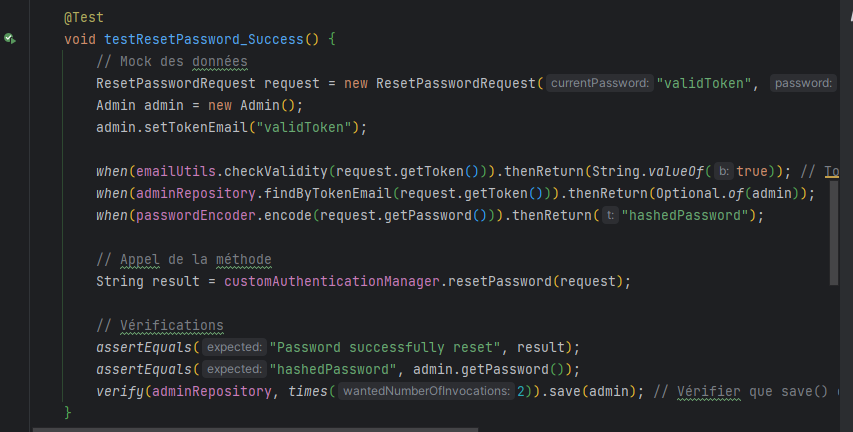 @Test
void testResetPassword_Success() {
// Mock des données
ResetPasswordRequest request = new ResetPasswordRequest( currentPassword: "validToken", password:
Admin admin = new Admin();
admin.setTokenEmail("validToken");
when(emailUtils.checkValidity(request.getToken())).thenReturn(String.valueOf( b: true)); // To
when(adminRepository.findByTokenEmail(request.getToken())).thenReturn(Optional.of(admin));
when(passwordEncoder.encode(request.getPassword())).thenReturn( t: "hashedPassword");
// Appel de la méthode
String result = customAuthenticationManager.resetPassword(request);
// Vérifications
assertEquals( expected: "Password successfully reset", result);
assertEquals( expected: "hashedPassword", admin.getPassword());
verify(adminRepository, times( wantedNumberOfInvocations: 2)).save(admin); // Vérifier que save()
}